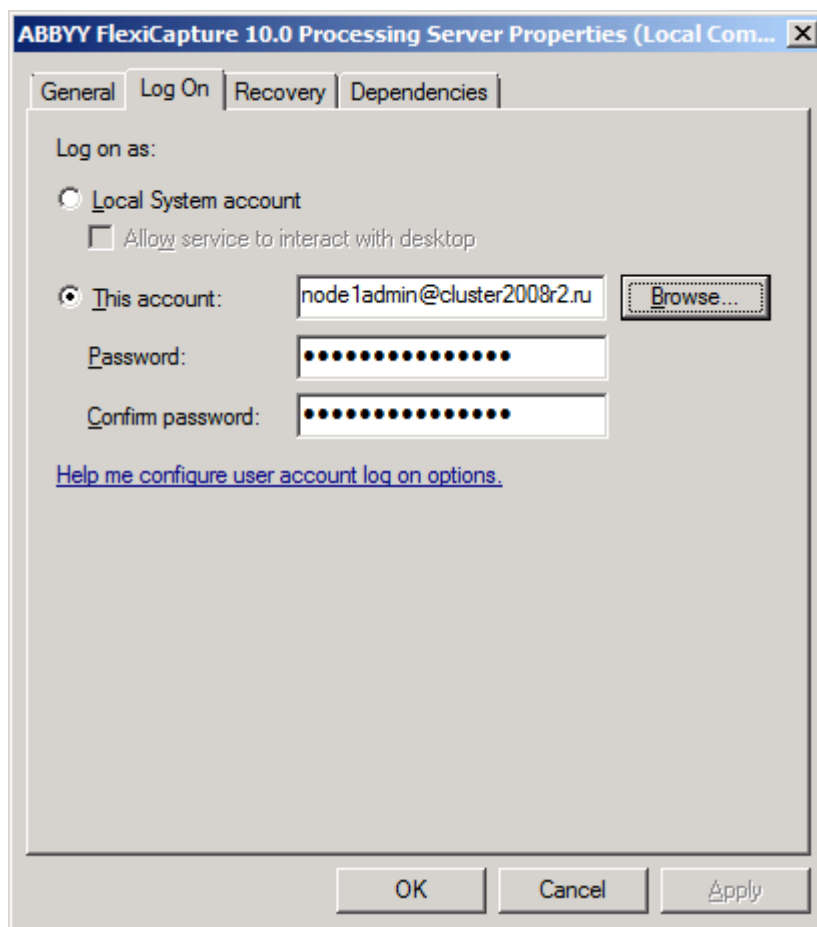 ABBYY FlexiCapture 10.0 Processing Server Properties (Local Com...
General Log On Recovery Dependencies
Log on as:
Local System account
Allow service to interact with desktop
This account: node1admin@cluster2008r2.ru Browse...
Password: •••••••••••••••
Confirm password: •••••••••••••••
Help me configure user account log on options.
OK Cancel Apply